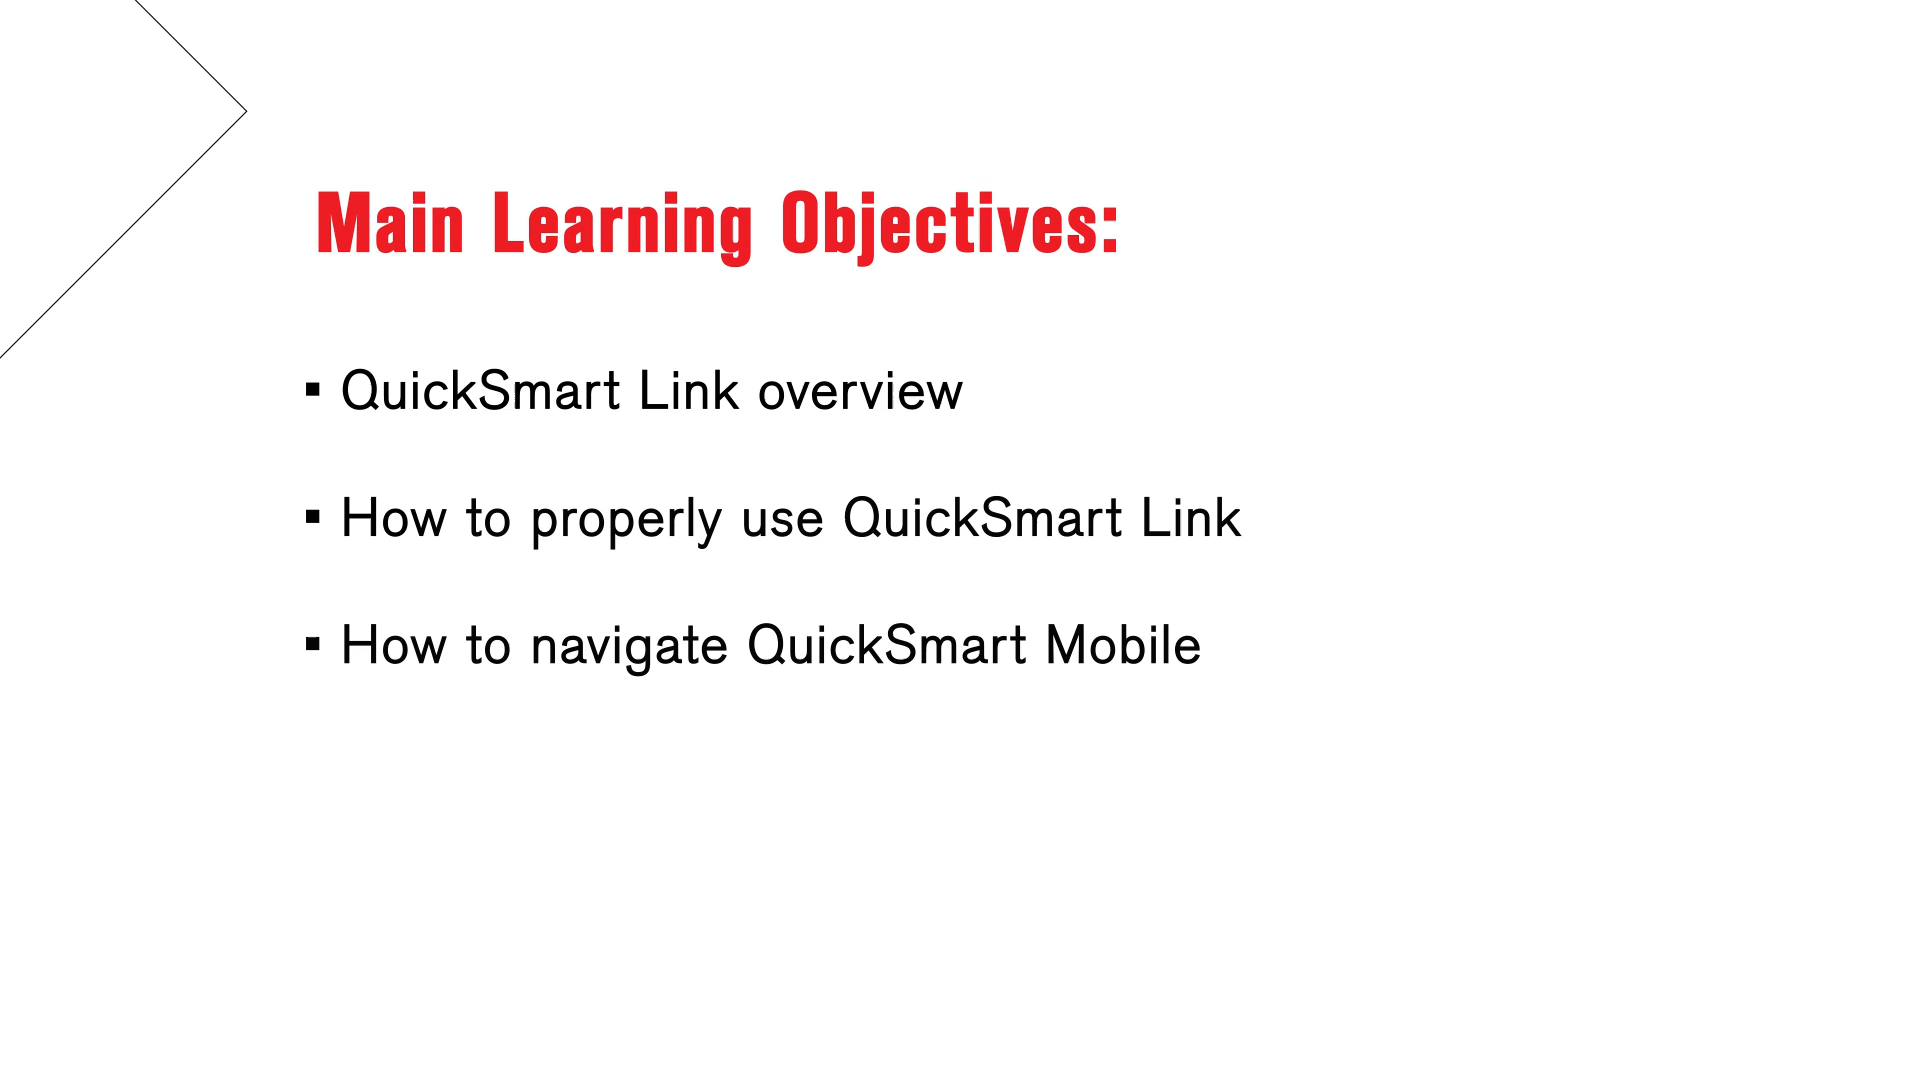 Main Learning Objectives:
▪ QuickSmart Link overview
▪ How to properly use QuickSmart Link
▪ How to navigate QuickSmart Mobile